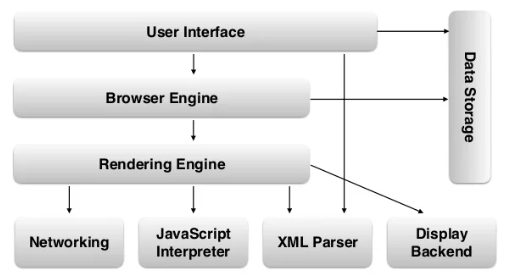 User Interface
Data Storage
Browser Engine
Rendering Engine
Networking
JavaScript
Interpreter
XML Parser
Display
Backend